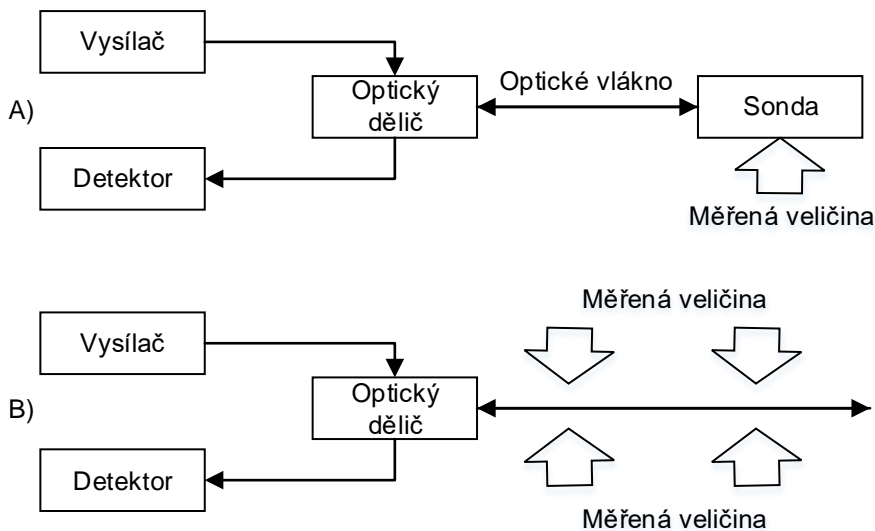 Vysílač
A)
Optický
dělič
Optické vlákno
Sonda
Detektor
Měřená veličina
Měřená veličina
Vysílač
B)
Optický
dělič
Detektor
Měřená veličina